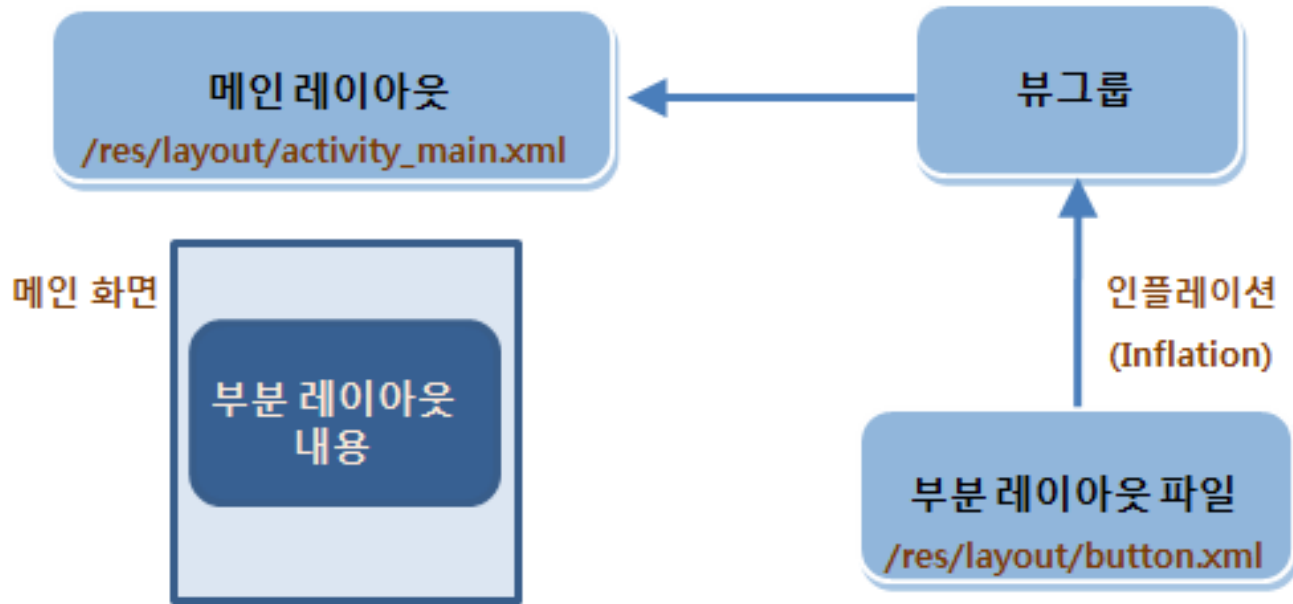 메인 레이아웃
/res/layout/activity_main.xml
뷰그룹
메인 화면
부분 레이아웃
내용
인플레이션
(Inflation)
부분 레이아웃 파일
/res/layout/button.xml